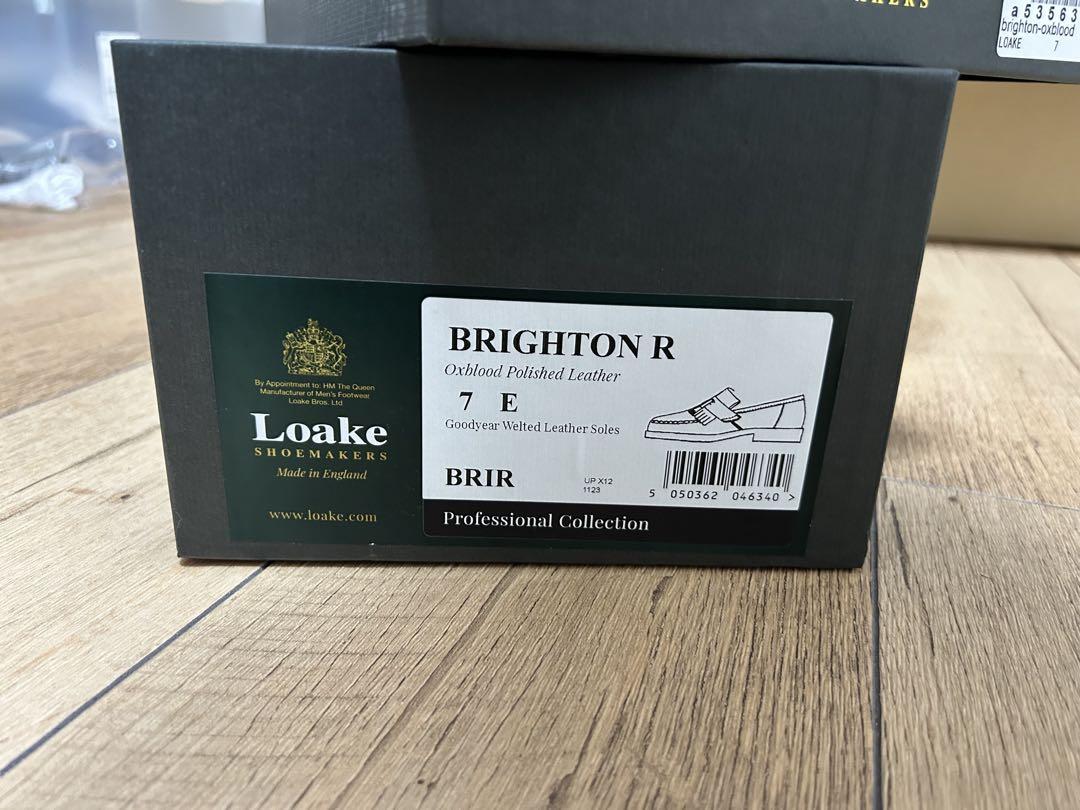 a53563
brighton-oxblood
LOAKE 7
By Appointment to: HM The Queen
Manufacturer of Men's Footwear
Loake Bros. Ltd
Loake
SHOEMAKERS
Made in England
www.loake.com
BRIGHTON R
Oxblood Polished Leather
7 E
Goodyear Welted Leather Soles
BRIR
UP X12
1123
5 050362 046340 >
Professional Collection